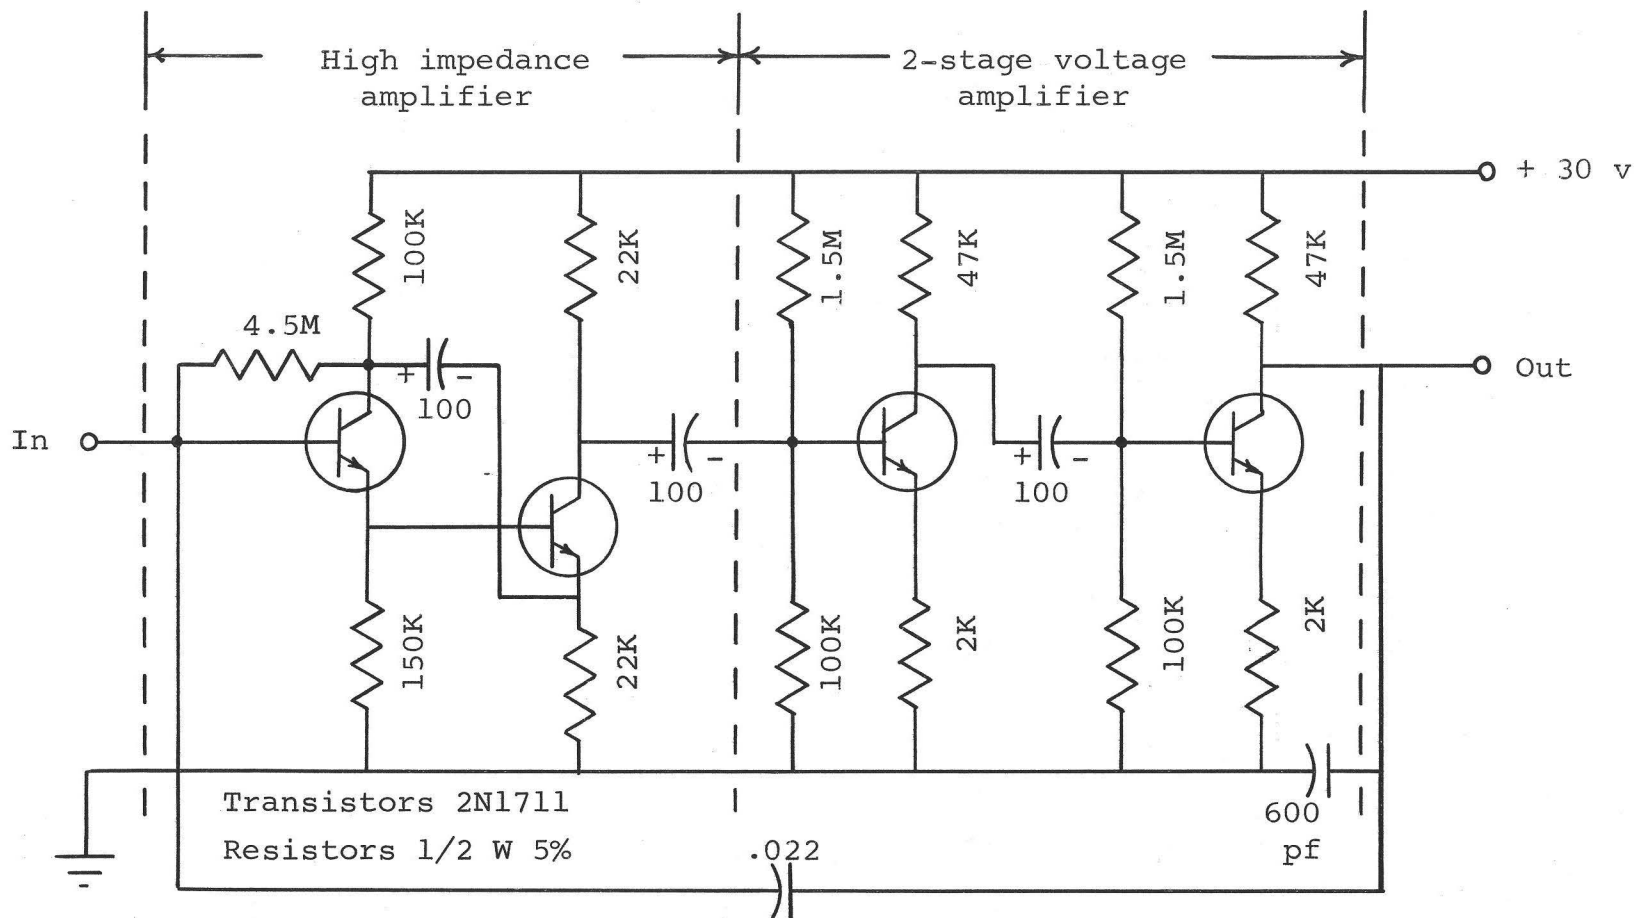 High impedance
amplifier
2-stage voltage
amplifier
+ 30 v
100K
22K
1.5M
47K
1.5M
47K
4.5M
+
-
100
Out
In
+
-
100
+
-
100
150K
22K
100K
2K
100K
2K
Transistors 2N1711
600
pf
Resistors 1/2 W 5%
.022